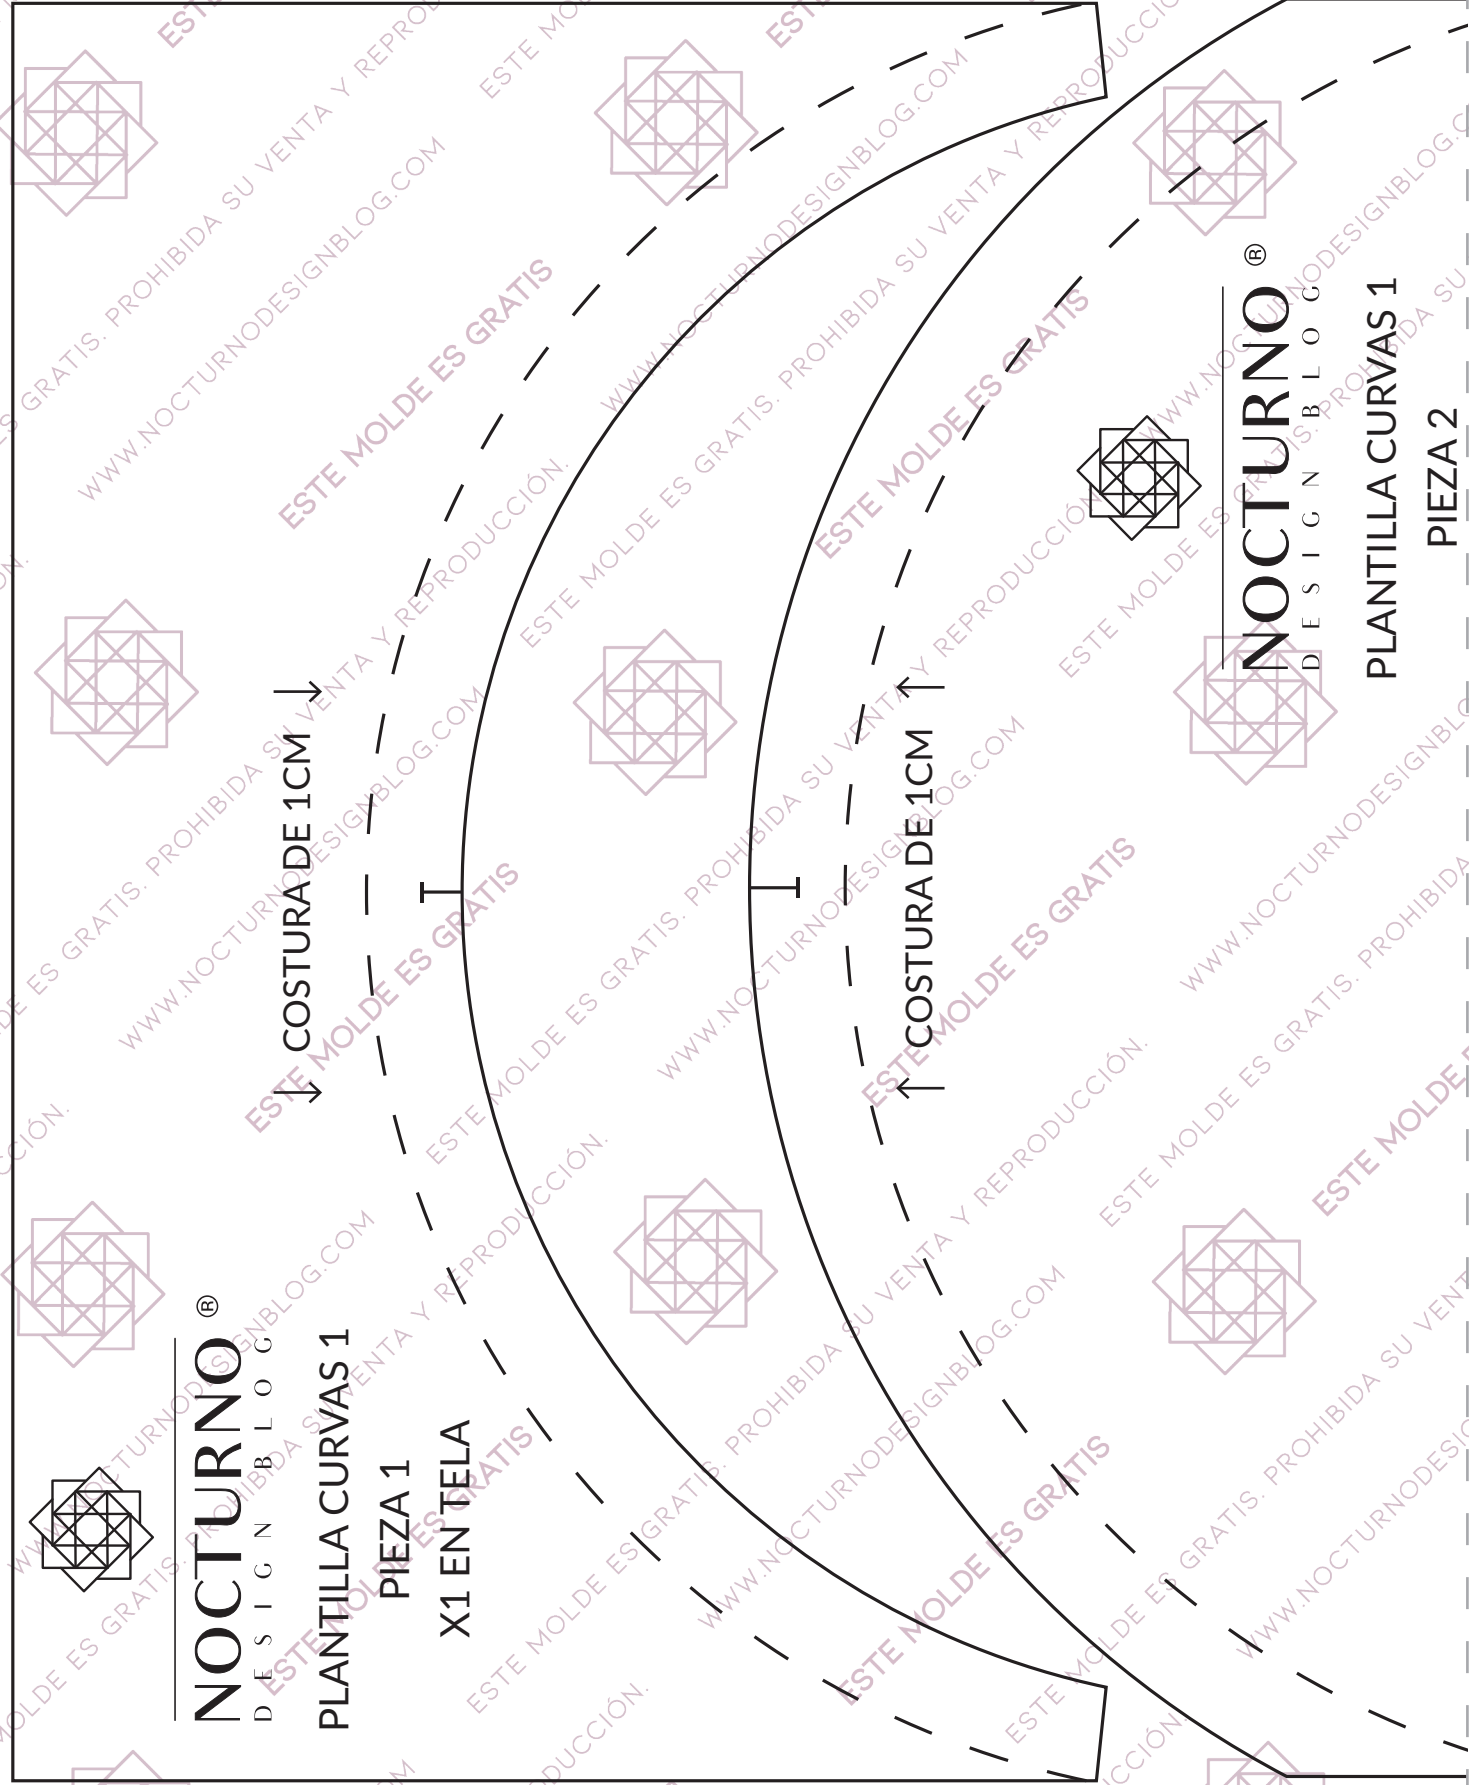 NOCTURNO ®
DESIGN BLOG
PLANTILLA CURVAS 1
PIEZA 1
X1 EN TELA
COSTURA DE 1CM
COSTURA DE 1CM
NOCTURNO ®
DESIGN BLOG
PLANTILLA CURVAS 1
PIEZA 2
ESTE MOLDE ES GRATIS
ESTE MOLDE ES GRATIS. PROHIBIDA SU VENTA Y REPRODUCCIÓN.
WWW.NOCTURNODESIGNBLOG.COM